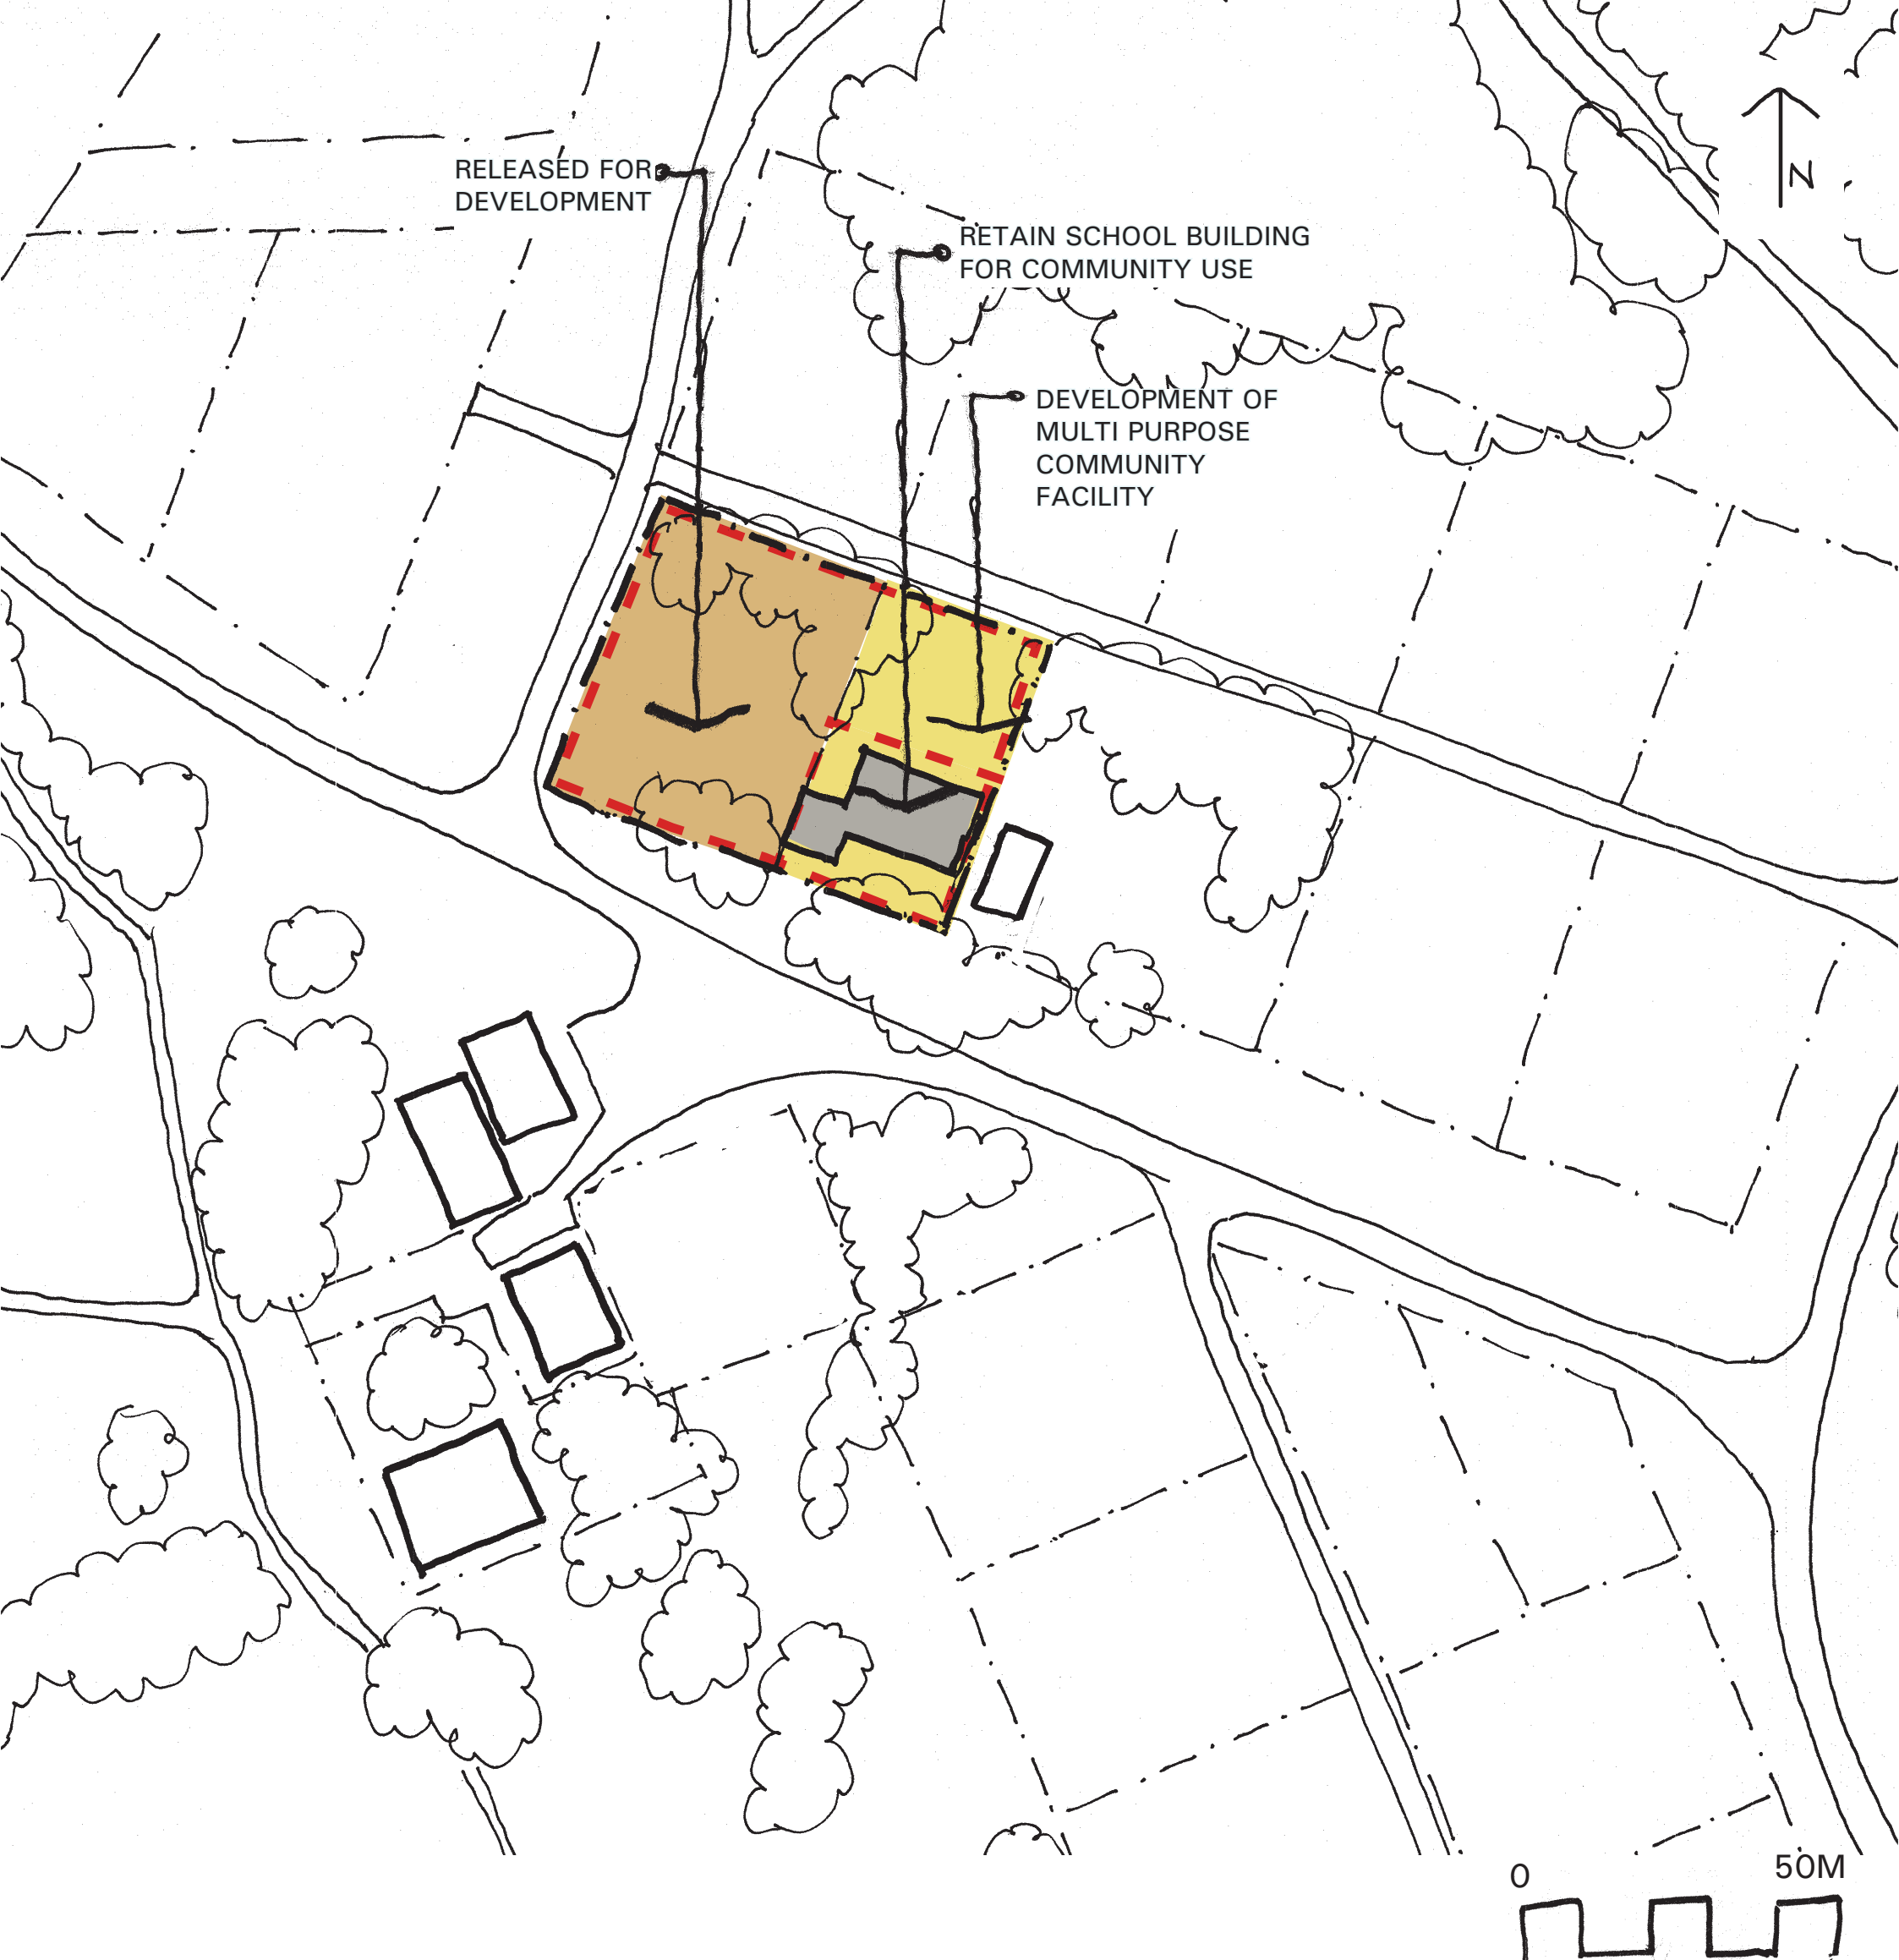 RELEASED FOR
DEVELOPMENT
N
RETAIN SCHOOL BUILDING
FOR COMMUNITY USE
DEVELOPMENT OF
MULTI PURPOSE
COMMUNITY
FACILITY
0
50M